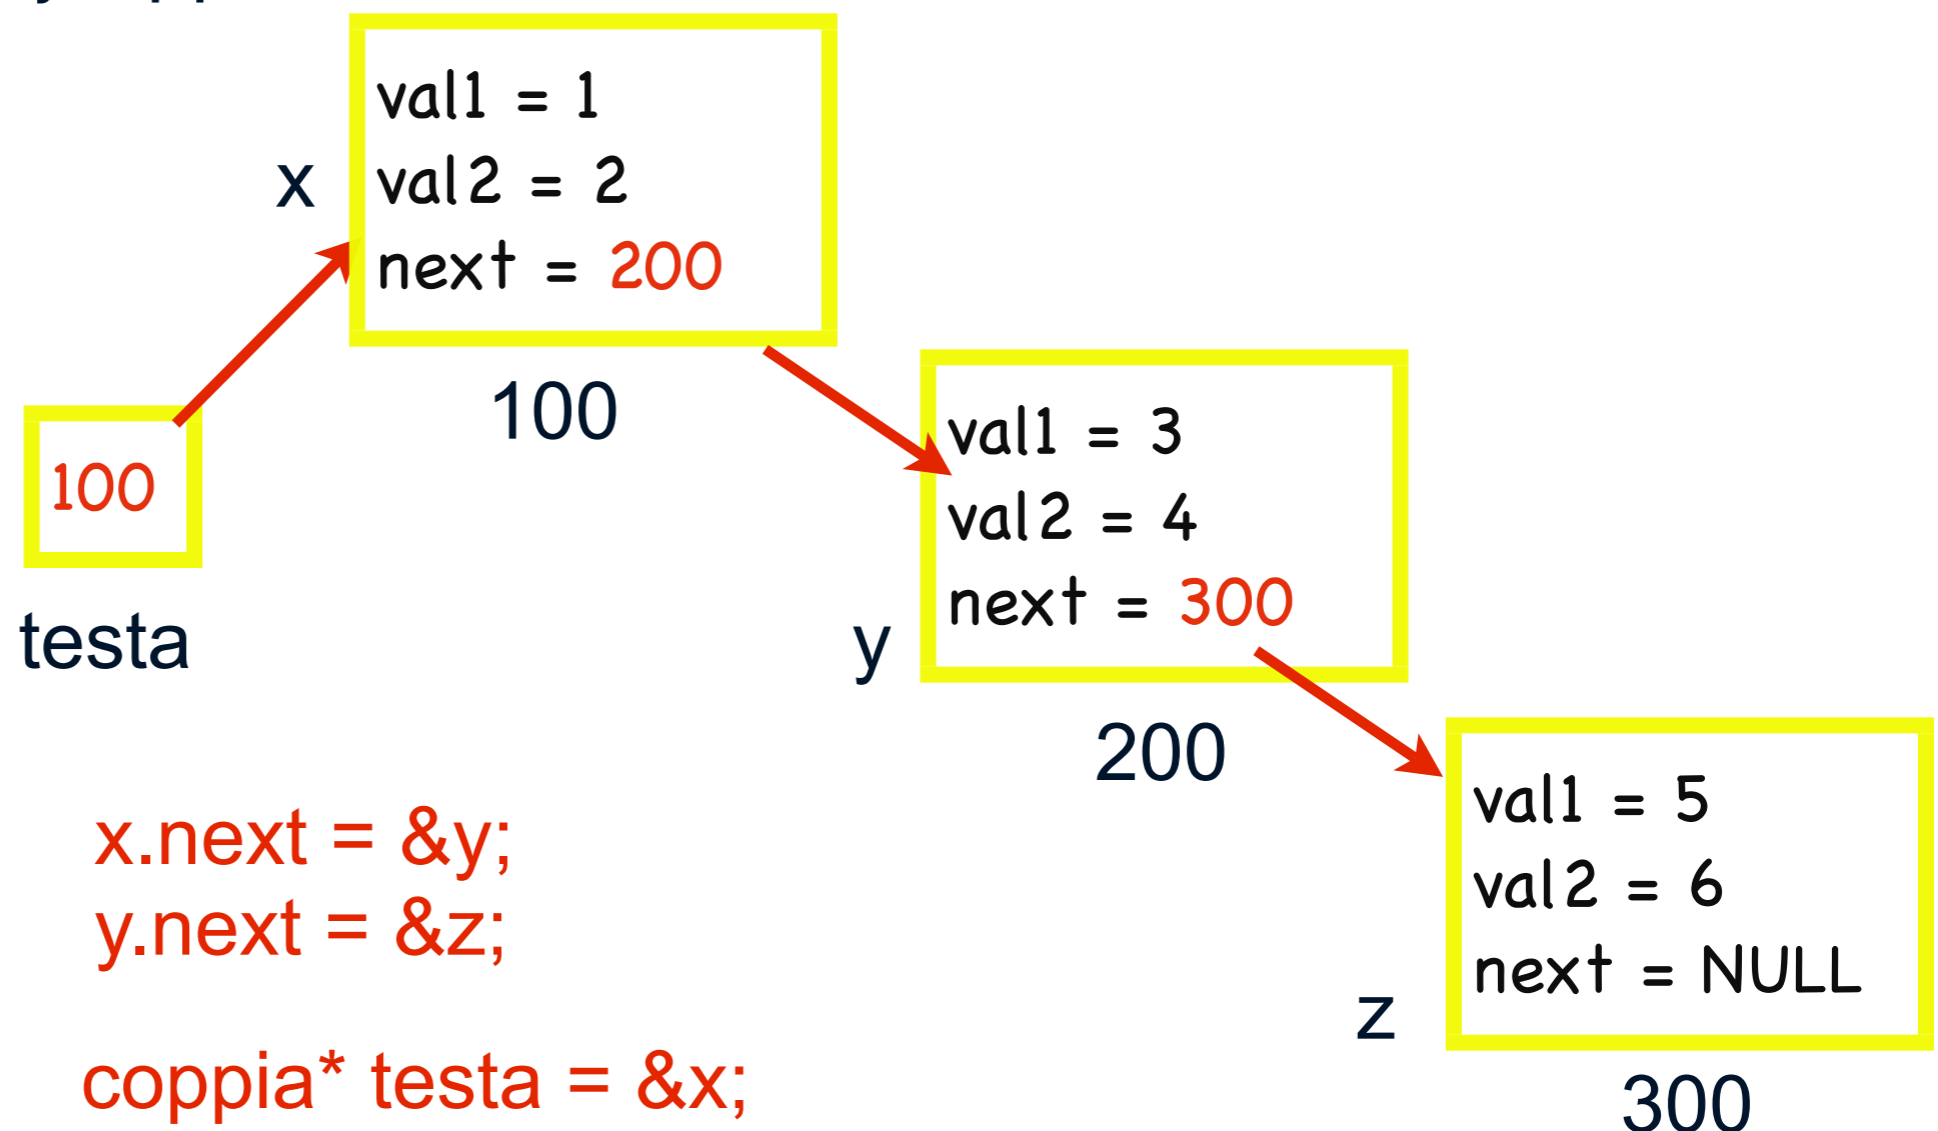 val1 = 1
x
val2 = 2
next = 200
100
100
testa
val1 = 3
val2 = 4
next = 300
y
200
x.next = &y;
y.next = &z;
coppia* testa = &x;
val1 = 5
val2 = 6
next = NULL
z
300